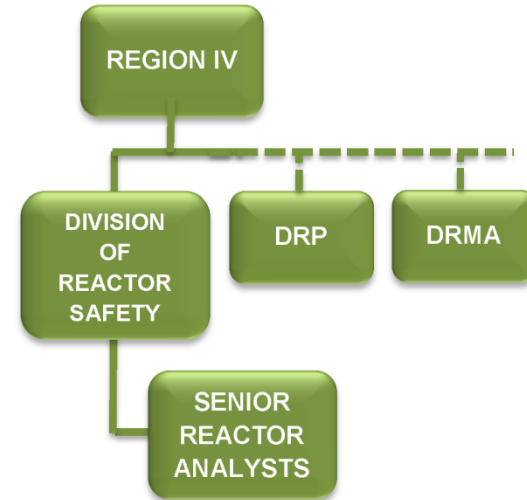 REGION IV
DIVISION
OF
REACTOR
SAFETY
DRP
DRMA
SENIOR
REACTOR
ANALYSTS